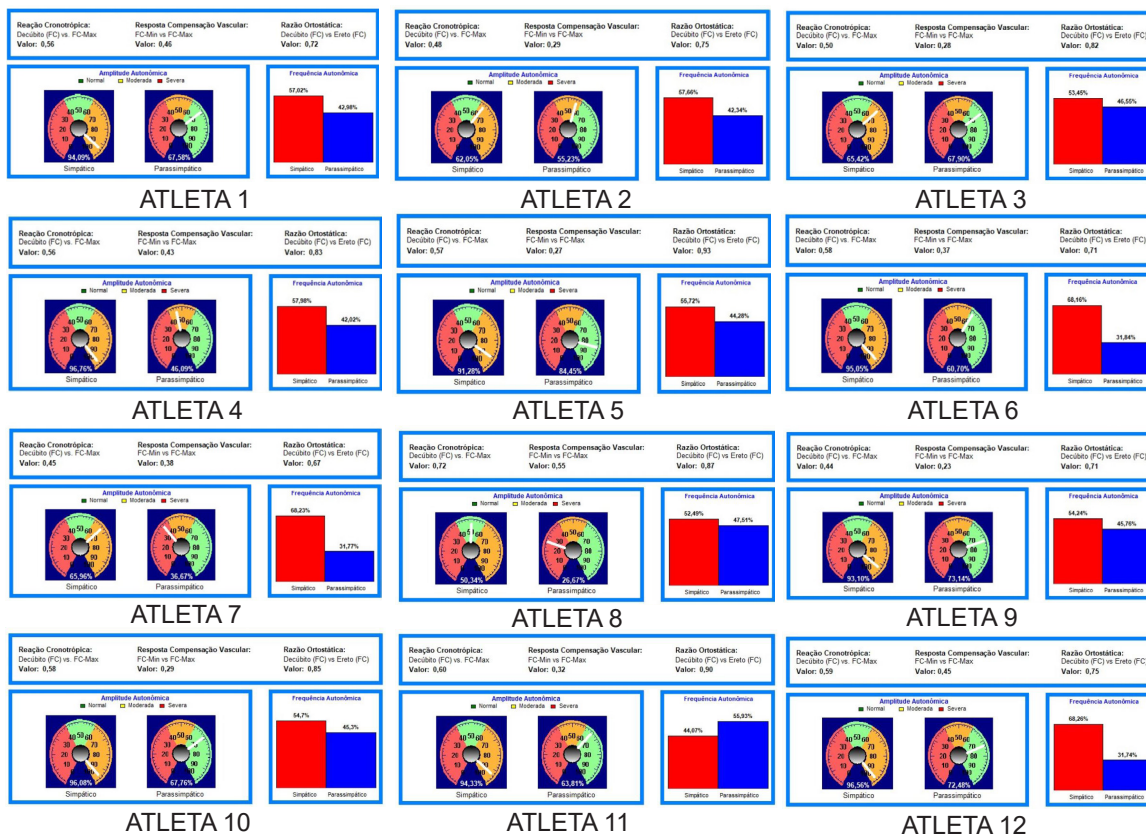 Reação Cronotrópica: Resposta Compensação Vascular: Razão Ortostática:
Decúbito (FC) vs. FC-Max FC-Min vs FC-Max Decúbito (FC) vs Ereto (FC)
Valor: 0,56 Valor: 0,46 Valor: 0,72
Amplitude Autonômica
Normal Moderada Severa
94,09% 67,58%
Simpático Parassimpático
Frequência Autonômica
57,02% 42,98%
Simpático Parassimpático
ATLETA 1
Reação Cronotrópica: Resposta Compensação Vascular: Razão Ortostática:
Decúbito (FC) vs. FC-Max FC-Min vs FC-Max Decúbito (FC) vs Ereto (FC)
Valor: 0,48 Valor: 0,29 Valor: 0,75
Amplitude Autonômica
Normal Moderada Severa
62,05% 55,23%
Simpático Parassimpático
Frequência Autonômica
57,66% 42,34%
Simpático Parassimpático
ATLETA 2
Reação Cronotrópica: Resposta Compensação Vascular: Razão Ortostática:
Decúbito (FC) vs. FC-Max FC-Min vs FC-Max Decúbito (FC) vs Ereto (FC)
Valor: 0,50 Valor: 0,28 Valor: 0,82
Amplitude Autonômica
Normal Moderada Severa
65,42% 67,90%
Simpático Parassimpático
Frequência Autonômica
53,45% 46,55%
Simpático Parassimpático
ATLETA 3
Reação Cronotrópica: Resposta Compensação Vascular: Razão Ortostática:
Decúbito (FC) vs. FC-Max FC-Min vs FC-Max Decúbito (FC) vs Ereto (FC)
Valor: 0,56 Valor: 0,43 Valor: 0,83
Amplitude Autonômica
Normal Moderada Severa
96,76% 46,09%
Simpático Parassimpático
Frequência Autonômica
57,98% 42,02%
Simpático Parassimpático
ATLETA 4
Reação Cronotrópica: Resposta Compensação Vascular: Razão Ortostática:
Decúbito (FC) vs. FC-Max FC-Min vs FC-Max Decúbito (FC) vs Ereto (FC)
Valor: 0,57 Valor: 0,27 Valor: 0,93
Amplitude Autonômica
Normal Moderada Severa
91,28% 84,45%
Simpático Parassimpático
Frequência Autonômica
55,72% 44,28%
Simpático Parassimpático
ATLETA 5
Reação Cronotrópica: Resposta Compensação Vascular: Razão Ortostática:
Decúbito (FC) vs. FC-Max FC-Min vs FC-Max Decúbito (FC) vs Ereto (FC)
Valor: 0,58 Valor: 0,37 Valor: 0,71
Amplitude Autonômica
Normal Moderada Severa
95,05% 60,70%
Simpático Parassimpático
Frequência Autonômica
68,16% 31,84%
Simpático Parassimpático
ATLETA 6
Reação Cronotrópica: Resposta Compensação Vascular: Razão Ortostática:
Decúbito (FC) vs. FC-Max FC-Min vs FC-Max Decúbito (FC) vs Ereto (FC)
Valor: 0,45 Valor: 0,38 Valor: 0,67
Amplitude Autonômica
Normal Moderada Severa
65,96% 36,67%
Simpático Parassimpático
Frequência Autonômica
68,23% 31,77%
Simpático Parassimpático
ATLETA 7
Reação Cronotrópica: Resposta Compensação Vascular: Razão Ortostática:
Decúbito (FC) vs. FC-Max FC-Min vs FC-Max Decúbito (FC) vs Ereto (FC)
Valor: 0,72 Valor: 0,55 Valor: 0,87
Amplitude Autonômica
Normal Moderada Severa
50,34% 26,67%
Simpático Parassimpático
Frequência Autonômica
52,49% 47,51%
Simpático Parassimpático
ATLETA 8
Reação Cronotrópica: Resposta Compensação Vascular: Razão Ortostática:
Decúbito (FC) vs. FC-Max FC-Min vs FC-Max Decúbito (FC) vs Ereto (FC)
Valor: 0,44 Valor: 0,23 Valor: 0,71
Amplitude Autonômica
Normal Moderada Severa
93,10% 73,14%
Simpático Parassimpático
Frequência Autonômica
54,24% 45,76%
Simpático Parassimpático
ATLETA 9
Reação Cronotrópica: Resposta Compensação Vascular: Razão Ortostática:
Decúbito (FC) vs. FC-Max FC-Min vs FC-Max Decúbito (FC) vs Ereto (FC)
Valor: 0,58 Valor: 0,29 Valor: 0,85
Amplitude Autonômica
Normal Moderada Severa
96,08% 67,76%
Simpático Parassimpático
Frequência Autonômica
54,7% 45,3%
Simpático Parassimpático
ATLETA 10
Reação Cronotrópica: Resposta Compensação Vascular: Razão Ortostática:
Decúbito (FC) vs. FC-Max FC-Min vs FC-Max Decúbito (FC) vs Ereto (FC)
Valor: 0,60 Valor: 0,32 Valor: 0,90
Amplitude Autonômica
Normal Moderada Severa
94,33% 63,81%
Simpático Parassimpático
Frequência Autonômica
44,07% 55,93%
Simpático Parassimpático
ATLETA 11
Reação Cronotrópica: Resposta Compensação Vascular: Razão Ortostática:
Decúbito (FC) vs. FC-Max FC-Min vs FC-Max Decúbito (FC) vs Ereto (FC)
Valor: 0,59 Valor: 0,45 Valor: 0,75
Amplitude Autonômica
Normal Moderada Severa
96,56% 72,48%
Simpático Parassimpático
Frequência Autonômica
68,26% 31,74%
Simpático Parassimpático
ATLETA 12